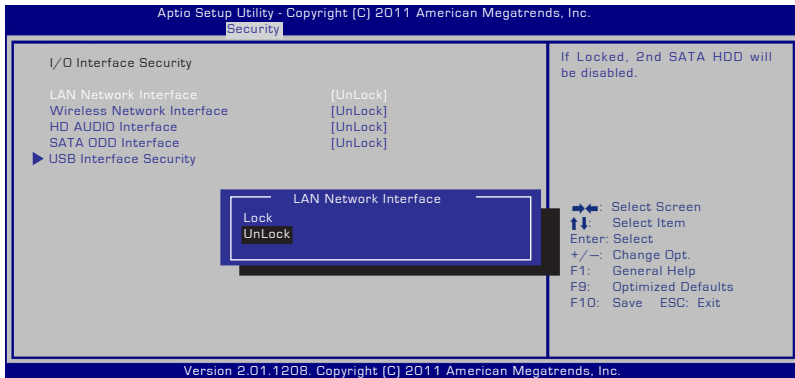 Aptio Setup Utility - Copyright (C) 2011 American Megatrends, Inc.
Security
I/O Interface Security
LAN Network Interface [UnLock]
Wireless Network Interface [UnLock]
HD AUDIO Interface [UnLock]
SATA ODD Interface [UnLock]
USB Interface Security
If Locked, 2nd SATA HDD will
be disabled.
LAN Network Interface
Lock
UnLock
: Select Screen
: Select Item
Enter: Select
+/—: Change Opt.
F1: General Help
F9: Optimized Defaults
F10: Save ESC: Exit
Version 2.01.1208. Copyright (C) 2011 American Megatrends, Inc.